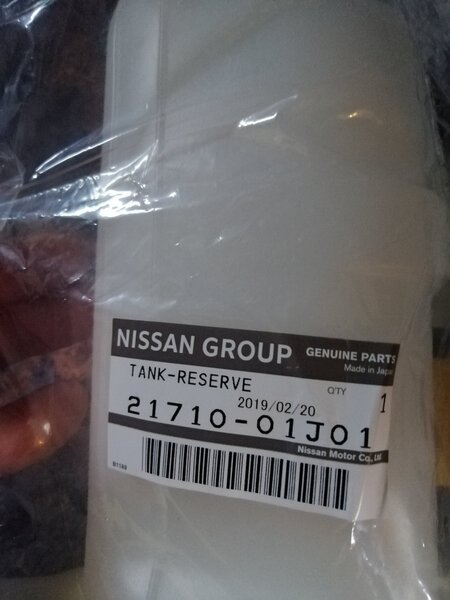 NISSAN GROUP GENUINE PARTS
Made in Japan
TANK-RESERVE Q'TY 1
2019/02/20
21710-01J01
Nissan Motor Co., Ltd.